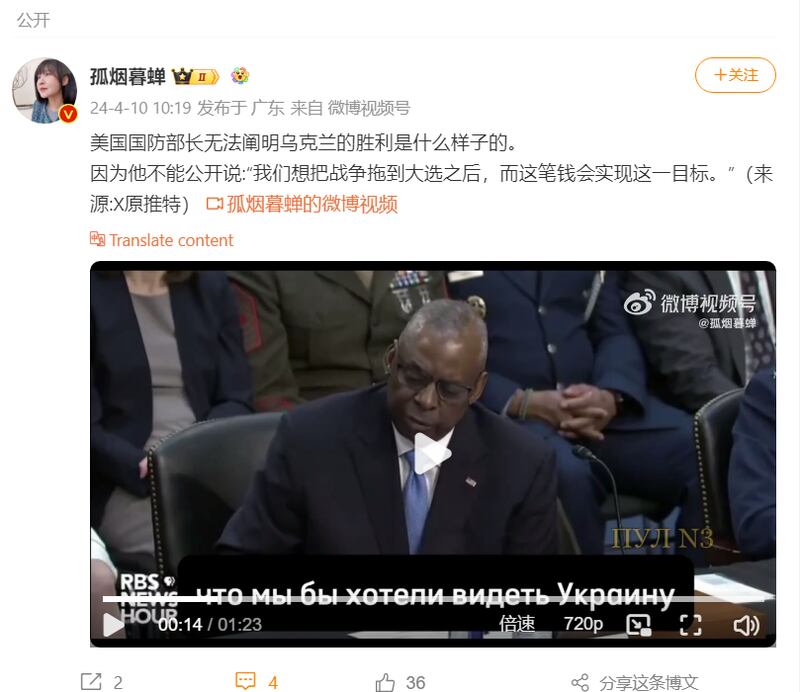 公开
孤烟暮蝉 II
+关注
24-4-10 10:19 发布于 广东 来自 微博视频号
美国国防部长无法阐明乌克兰的胜利是什么样子的。
因为他不能公开说:“我们想把战争拖到大选之后，而这笔钱会实现这一目标。”（来
源:X原推特） 孤烟暮蝉的微博视频
Translate content
微博视频号
@孤烟暮蝉
ПУЛ N3
RBS
NEWS
HOUR
что мы бы хотели видеть Украину
00:14 / 01:23 倍速 720p
2 4 36 分享这条博文